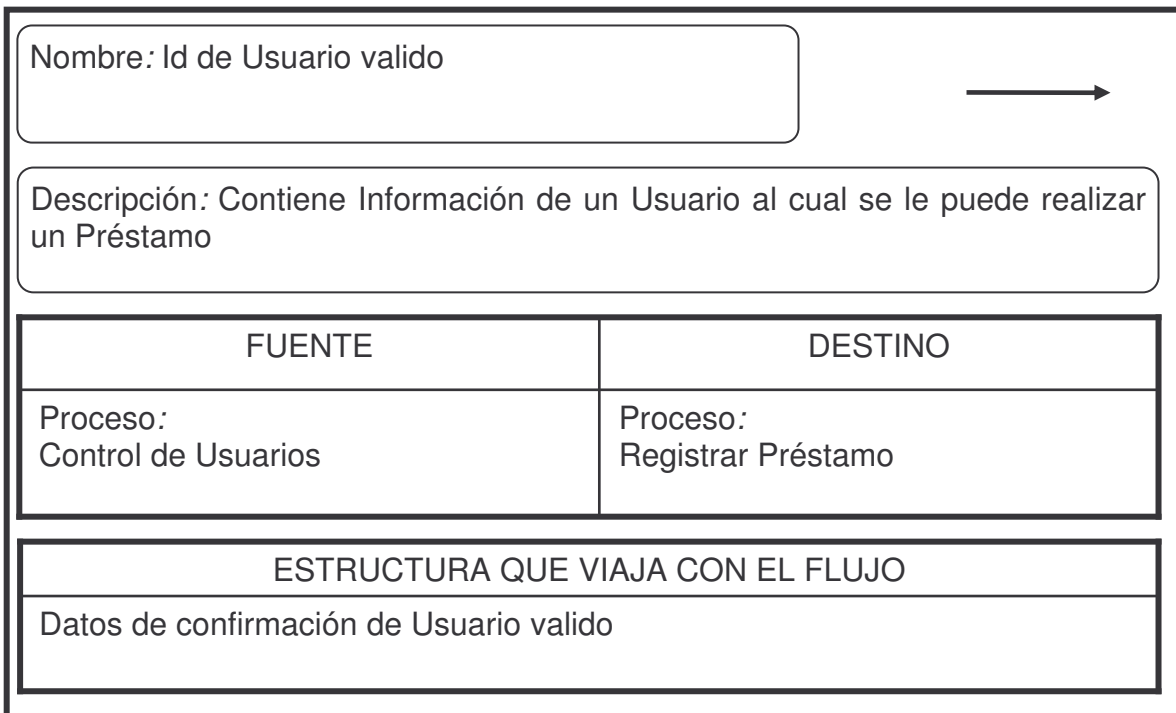 Nombre: Id de Usuario valido
Descripción: Contiene Información de un Usuario al cual se le puede realizar
un Préstamo
FUENTE
DESTINO
Proceso:
Control de Usuarios
Proceso:
Registrar Préstamo
ESTRUCTURA QUE VIAJA CON EL FLUJO
Datos de confirmación de Usuario valido